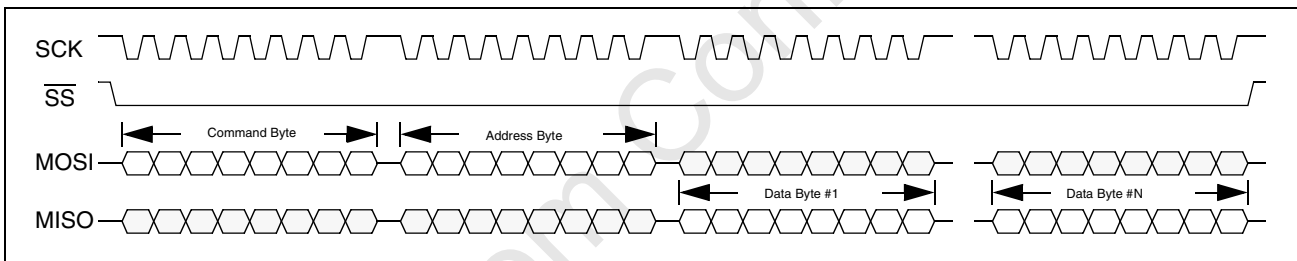 SCK
SS
Command Byte
Address Byte
MOSI
Data Byte #1
Data Byte #N
MISO